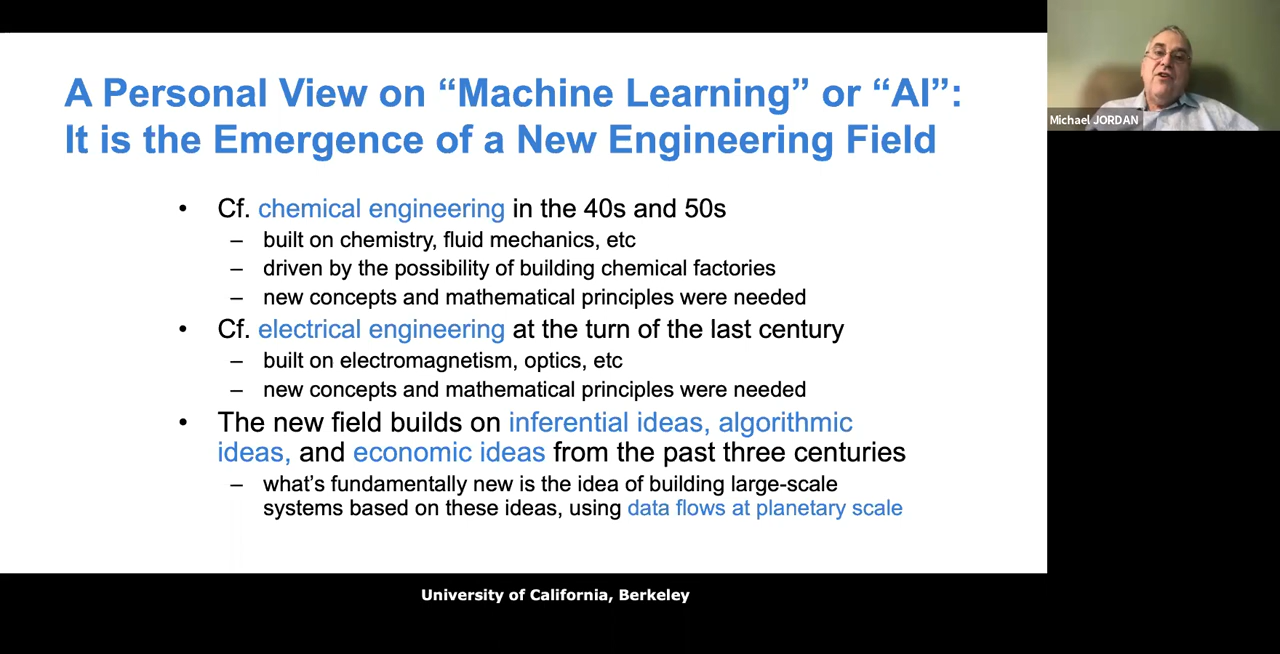 A Personal View on “Machine Learning” or “AI”:
It is the Emergence of a New Engineering Field
• Cf. chemical engineering in the 40s and 50s
– built on chemistry, fluid mechanics, etc
– driven by the possibility of building chemical factories
– new concepts and mathematical principles were needed
• Cf. electrical engineering at the turn of the last century
– built on electromagnetism, optics, etc
– new concepts and mathematical principles were needed
• The new field builds on inferential ideas, algorithmic
ideas, and economic ideas from the past three centuries
– what’s fundamentally new is the idea of building large-scale
systems based on these ideas, using data flows at planetary scale
Michael JORDAN
University of California, Berkeley